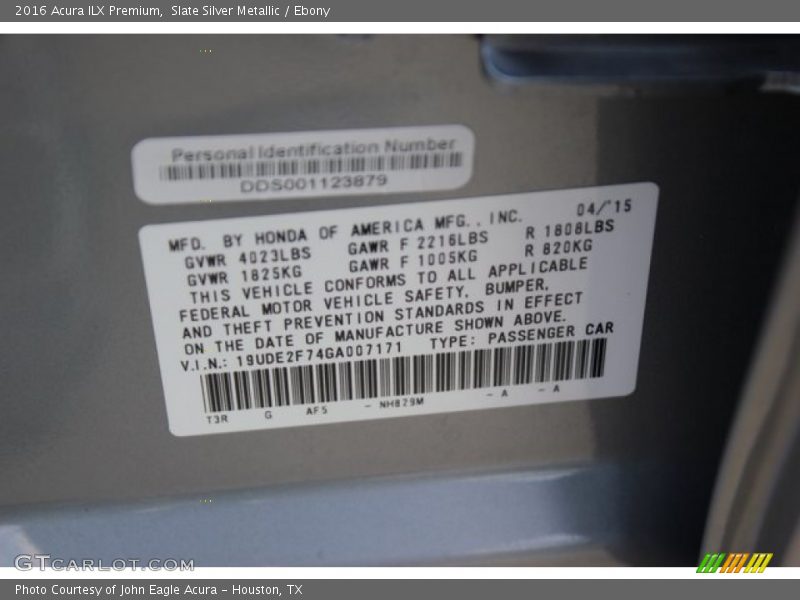 2016 Acura ILX Premium,  Slate Silver Metallic / Ebony
Personal Identification Number
DDS001123879
MFD. BY HONDA OF AMERICA MFG., INC. 04/'15
GVWR 4023LBS GAWR F 2216LBS R 1808LBS
GVWR 1825KG GAWR F 1005KG R 820KG
THIS VEHICLE CONFORMS TO ALL APPLICABLE
FEDERAL MOTOR VEHICLE SAFETY, BUMPER,
AND THEFT PREVENTION STANDARDS IN EFFECT
ON THE DATE OF MANUFACTURE SHOWN ABOVE.
V.I.N.: 19UDE2F74GA007171 TYPE: PASSENGER CAR
T3R G AF5 - NH829M - A - A
GTCARLOT.COM
Photo Courtesy of John Eagle Acura - Houston, TX